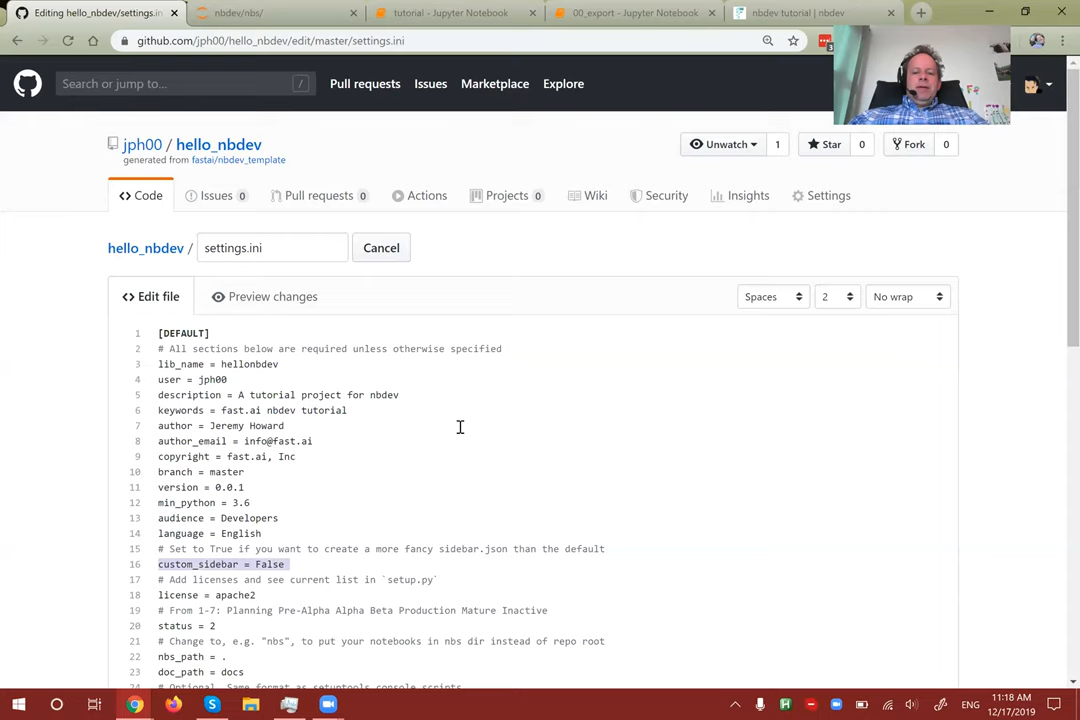 Editing hello_nbdev/settings.in
nbdev/nbs/
tutorial - Jupyter Notebook
00_export - Jupyter Notebook
nbdev tutorial | nbdev
github.com/jph00/hello_nbdev/edit/master/settings.ini
Search or jump to... /
Pull requests Issues Marketplace Explore
jph00 / hello_nbdev
generated from fastai/nbdev_template
Unwatch 1 Star 0 Fork 0
Code Issues 0 Pull requests 0 Actions Projects 0 Wiki Security Insights Settings
hello_nbdev / settings.ini Cancel
Edit file Preview changes Spaces 2 No wrap
1 [DEFAULT]
2 # All sections below are required unless otherwise specified
3 lib_name = hellonbdev
4 user = jph00
5 description = A tutorial project for nbdev
6 keywords = fast.ai nbdev tutorial
7 author = Jeremy Howard
8 author_email = info@fast.ai
9 copyright = fast.ai, Inc
10 branch = master
11 version = 0.0.1
12 min_python = 3.6
13 audience = Developers
14 language = English
15 # Set to True if you want to create a more fancy sidebar.json than the default
16 custom_sidebar = False
17 # Add licenses and see current list in `setup.py`
18 license = apache2
19 # From 1-7: Planning Pre-Alpha Alpha Beta Production Mature Inactive
20 status = 2
21 # Change to, e.g. "nbs", to put your notebooks in nbs dir instead of repo root
22 nbs_path = .
23 doc_path = docs
24 # Optional. Same format as setuptools console_scripts
ENG
11:18 AM
12/17/2019